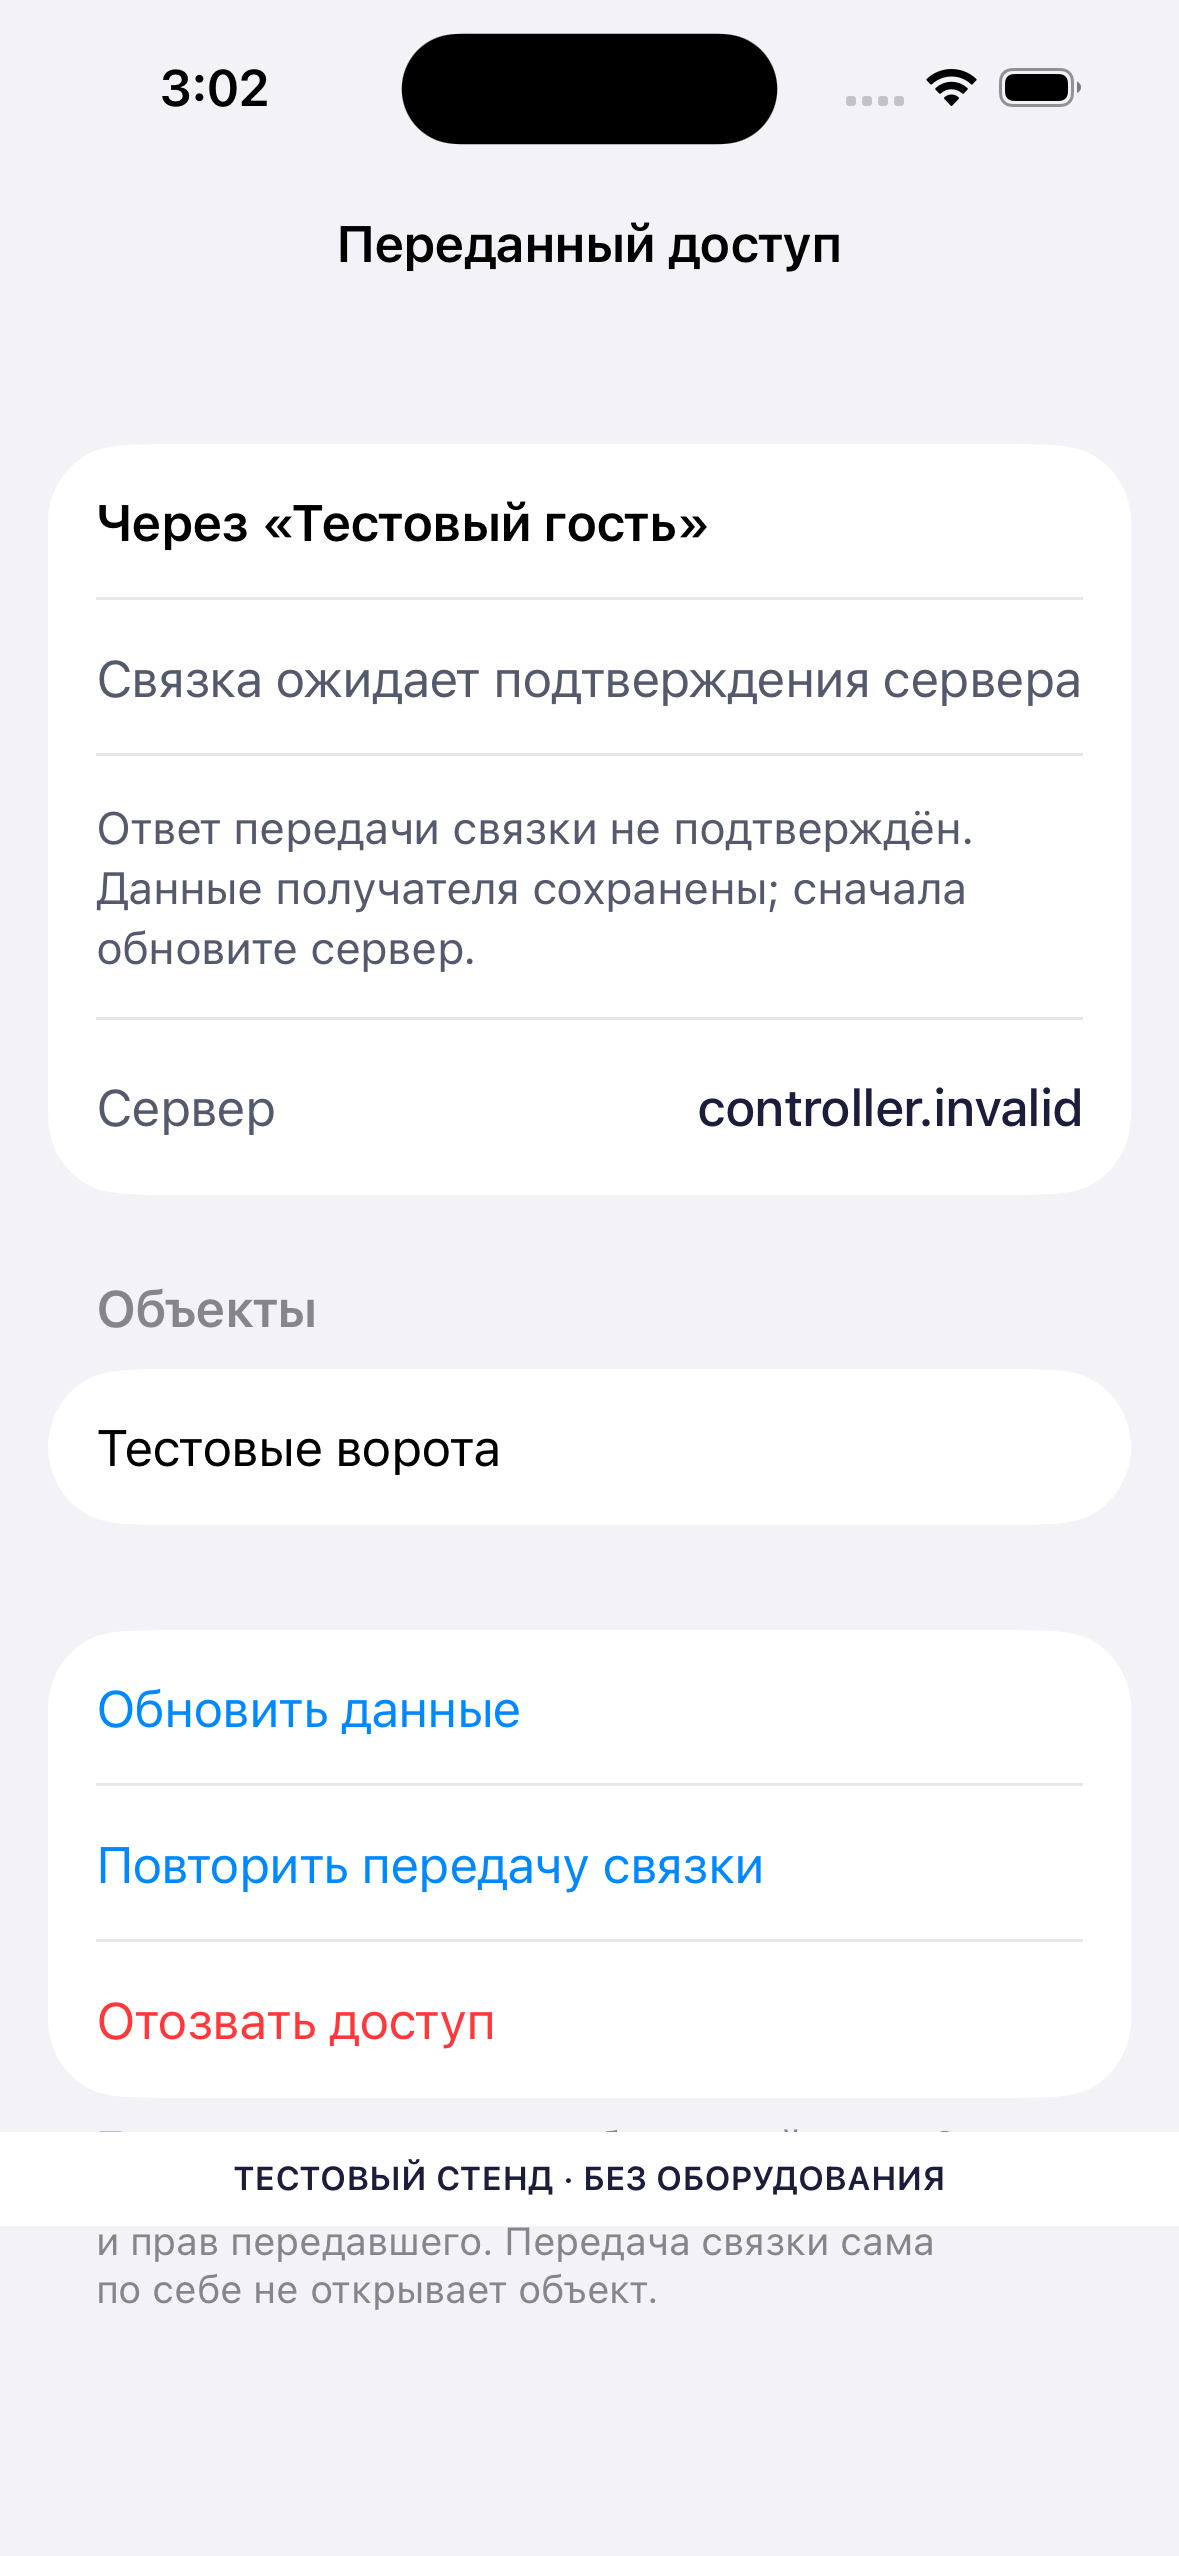 3:02
Переданный доступ
Через «Тестовый гость»
Связка ожидает подтверждения сервера
Ответ передачи связки не подтверждён.
Данные получателя сохранены; сначала
обновите сервер.
Сервер
controller.invalid
Объекты
Тестовые ворота
Обновить данные
Повторить передачу связки
Отозвать доступ
ТЕСТОВЫЙ СТЕНД · БЕЗ ОБОРУДОВАНИЯ
и прав передавшего. Передача связки сама
по себе не открывает объект.